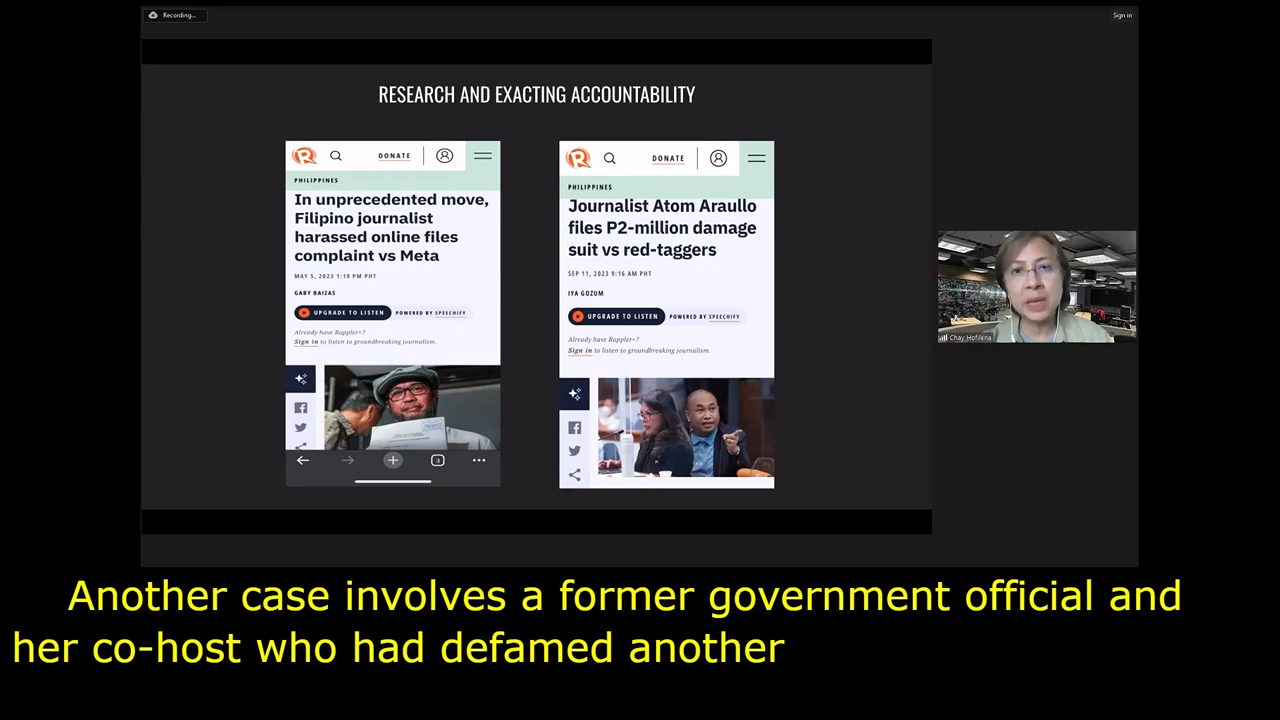 Recording...
Sign in
RESEARCH AND EXACTING ACCOUNTABILITY
R
DONATE
PHILIPPINES
In unprecedented move,
Filipino journalist
harassed online files
complaint vs Meta
MAY 5, 2023 1:19 PM PHT
GABY BAIZAS
UPGRADE TO LISTEN
POWERED BY SPEECHIFY
Already have Rappler+?
Sign in to listen to groundbreaking journalism.
R
DONATE
PHILIPPINES
Journalist Atom Araullo
files P2-million damage
suit vs red-taggers
SEP 11, 2023 9:16 AM PHT
IYA GOZUM
UPGRADE TO LISTEN
POWERED BY SPEECHIFY
Already have Rappler+?
Sign in to listen to groundbreaking journalism.
Chay Hofileña
Another case involves a former government official and
her co-host who had defamed another